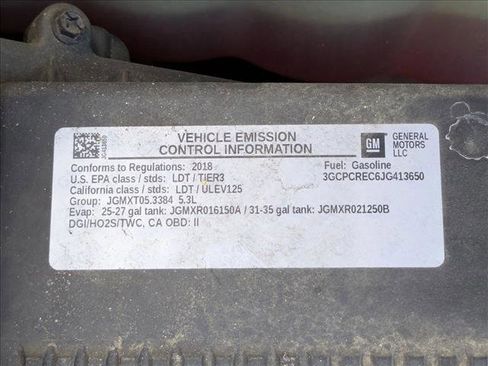 JG413650
VEHICLE EMISSION
CONTROL INFORMATION
GM
GENERAL
MOTORS
LLC
Conforms to Regulations: 2018
Fuel: Gasoline
U.S. EPA class / stds: LDT / TIER3
3GCPCREC6JG413650
California class / stds: LDT / ULEV125
Group: JGMXT05.3384 5.3L
Evap: 25-27 gal tank: JGMXR016150A / 31-35 gal tank: JGMXR021250B
DGI/HO2S/TWC, CA OBD: II